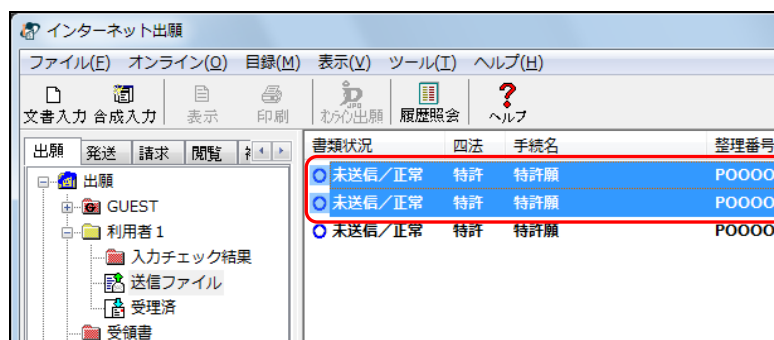 インターネット出願
ファイル(F) オンライン(O) 目録(M) 表示(V) ツール(T) ヘルプ(H)
文書入力 合成入力 表示 印刷 オンライン出願 履歴照会 ヘルプ
出願 発送 請求 閲覧
書類状況 四法 手続名 整理番号
出願
未送信/正常 特許 特許願 POOOO
GUEST
未送信/正常 特許 特許願 POOOO
利用者1
未送信/正常 特許 特許願 POOOO
入力チェック結果
送信ファイル
受理済
受領書